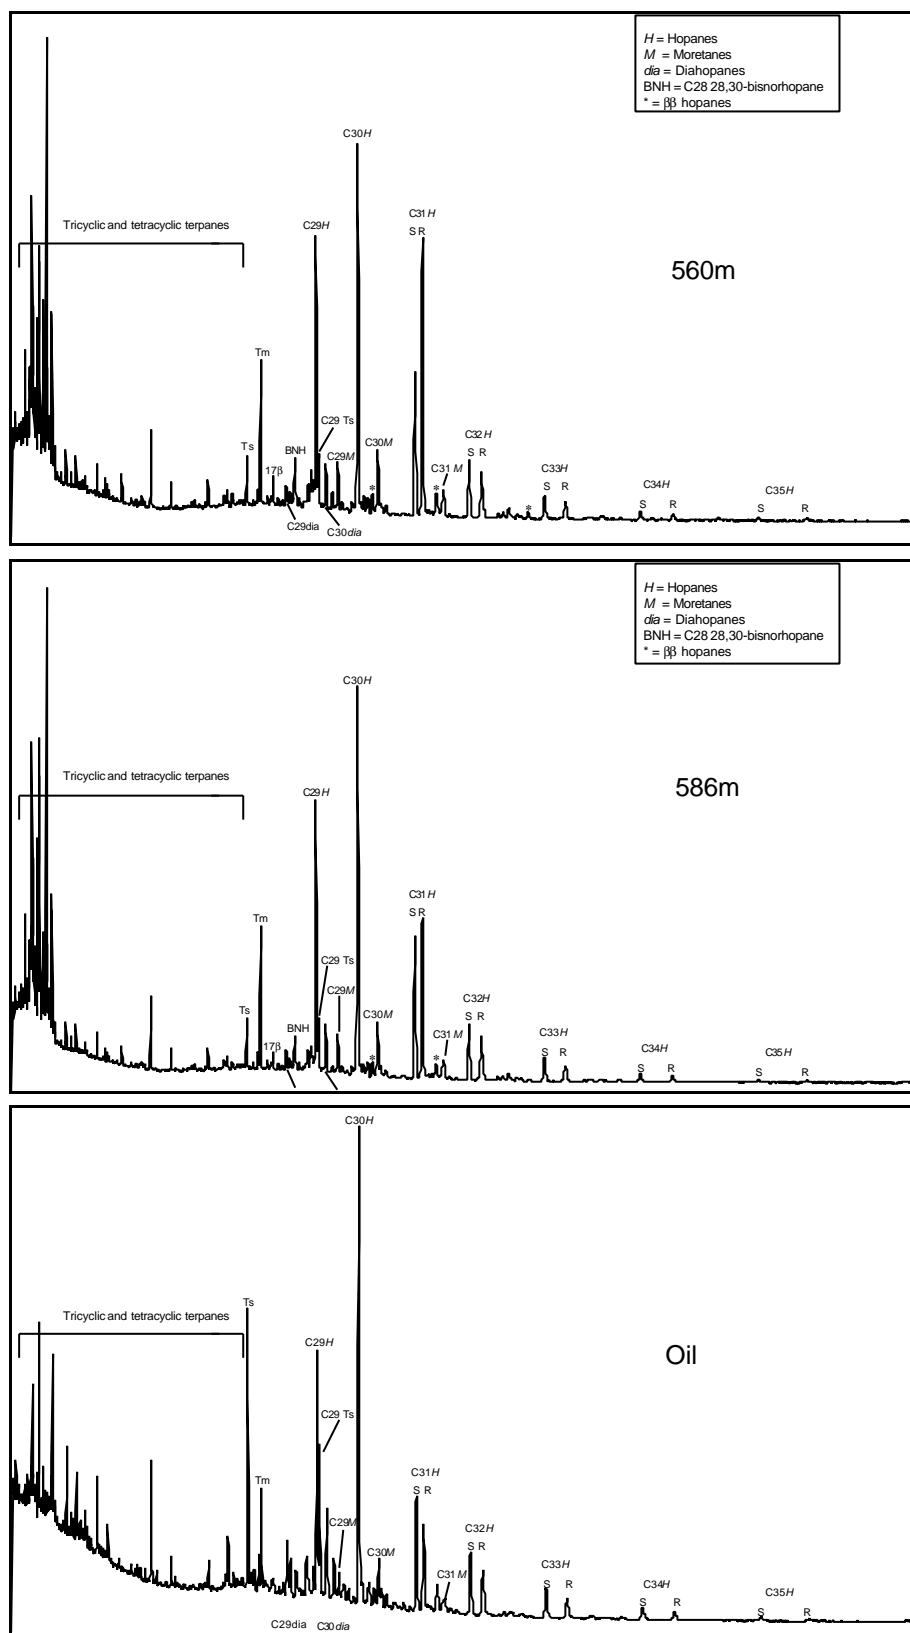 H = Hopanes
M = Moretanes
dia = Diahopanes
BNH = C28 28,30-bisnorhopane
* = ββ hopanes
C30H
C31H
S R
C29H
Tricyclic and tetracyclic terpanes
560m
Tm
C29 Ts
C32H
C30M
BNH
Ts
C29M
S R
17β
C31 M
C33H
C34H
C35H
*
*
S R
*
S R
S R
C29dia
C30dia
H = Hopanes
M = Moretanes
dia = Diahopanes
BNH = C28 28,30-bisnorhopane
* = ββ hopanes
C30H
Tricyclic and tetracyclic terpanes
586m
C29H
C31H
S R
Tm
C29 Ts
C29M
C32H
C30M
Ts
S R
BNH
C31 M
C33H
17β
C34H
C35H
*
*
S R
S R
S R
C30H
Ts
Tricyclic and tetracyclic terpanes
C29H
Oil
C29 Ts
C31H
Tm
S R
C29M
C32H
S R
C30M
C33H
C31 M
C34H
S R
C35H
S R
S R
C29dia C30dia